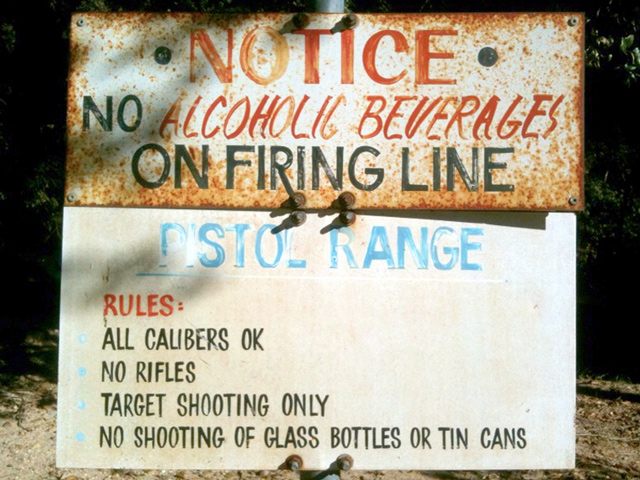 NOTICE
NO ALCOHOLIC BEVERAGES
ON FIRING LINE
PISTOL RANGE
RULES:
ALL CALIBERS OK
NO RIFLES
TARGET SHOOTING ONLY
NO SHOOTING OF GLASS BOTTLES OR TIN CANS